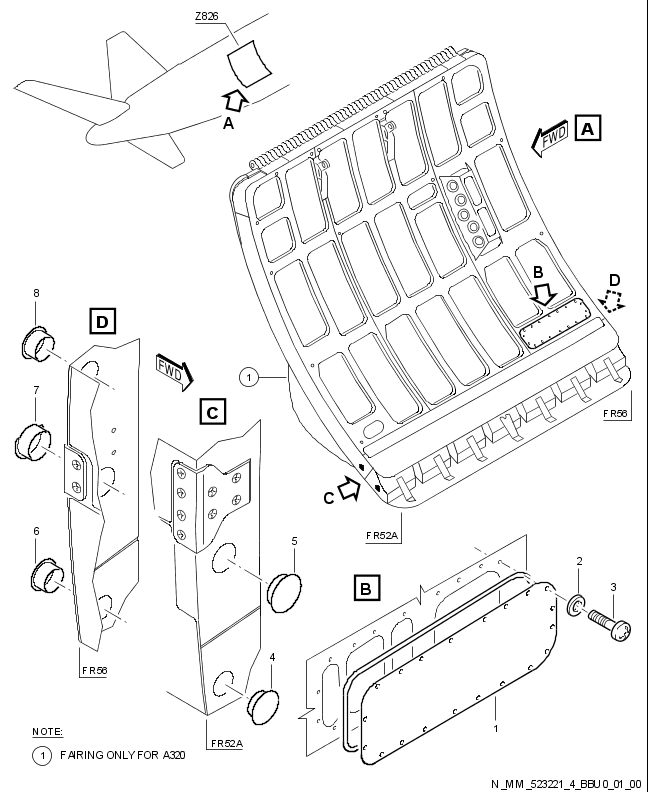 Z826
A
FWD
A
B
D
8
D
FWD
7
1
C
FR56
C
6
5
FR52A
B
2
3
FR56
4
1
FR52A
NOTE:
1 FAIRING ONLY FOR A320
N_MM_523221_4_BBU0_01_00